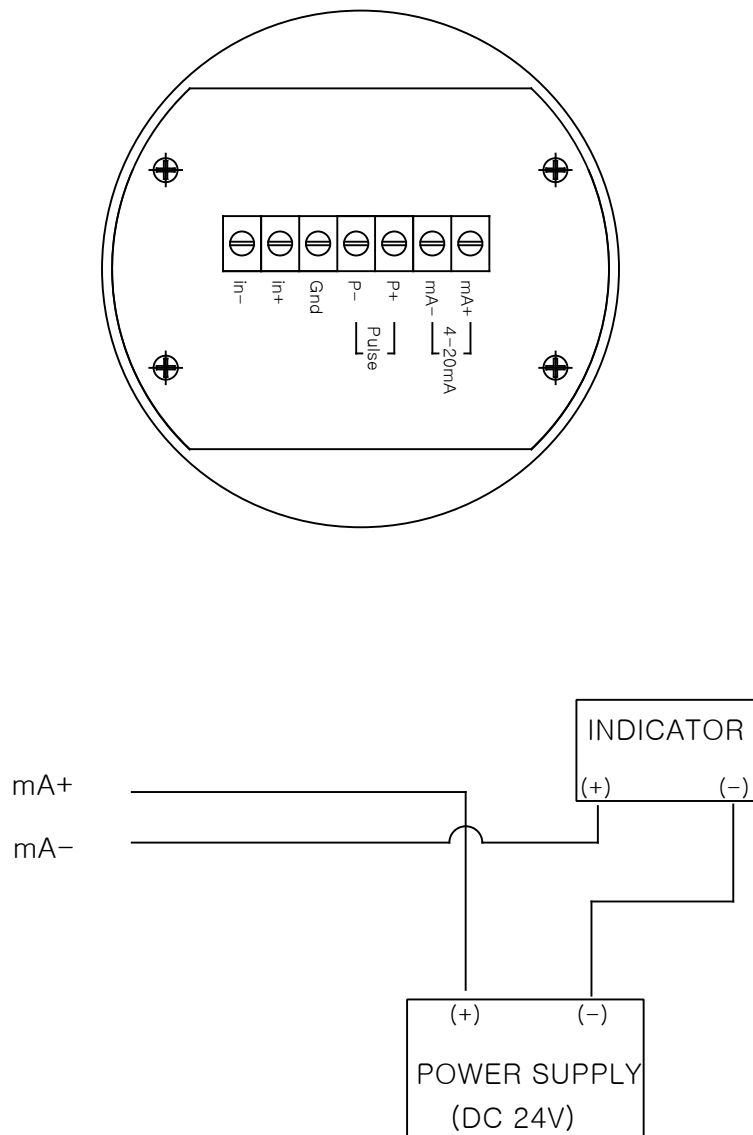 in-
in+
Gnd
P-
P+
mA-
mA+
Pulse
4-20mA
INDICATOR
(+) (-)
mA+
mA-
(+) (-)
POWER SUPPLY
(DC 24V)